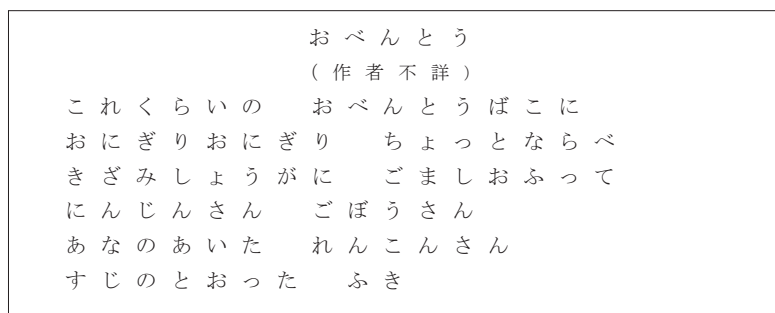 おべんとう
(作者不詳)
これくらいの　おべんとうばこに
おにぎりおにぎり　ちょっとならべ
きざみしょうがに　ごましおふって
にんじんさん　ごぼうさん
あなのあいた　れんこんさん
すじのとおった　ふき